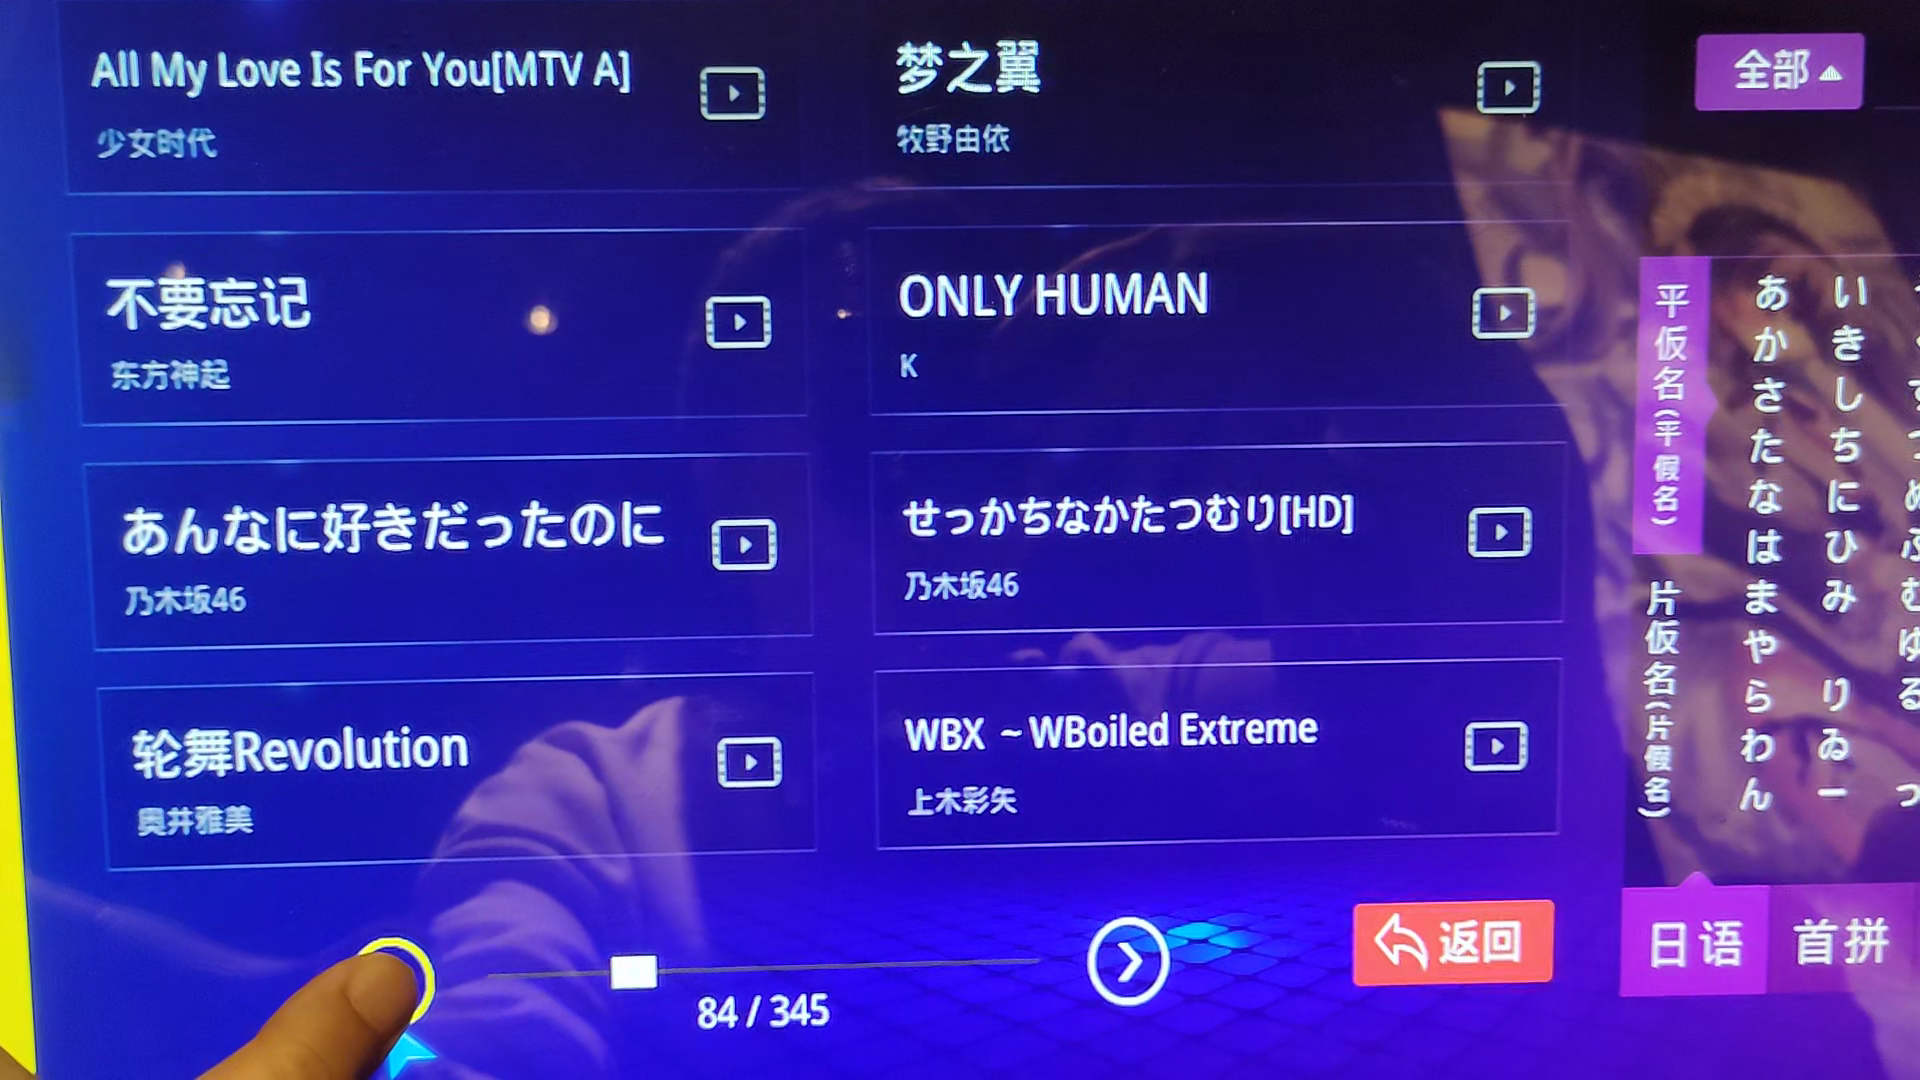 All My Love Is For You[MTV A]
少女时代
梦之翼
牧野由依
不要忘记
东方神起
ONLY HUMAN
K
あんなに好きだったのに
乃木坂46
せっかちなかたつむり[HD]
乃木坂46
轮舞Revolution
奥井雅美
WBX ~WBoiled Extreme
上木彩矢
84 / 345
返回
全部
平仮名(平假名)
片仮名(片假名)
あかさたなはまやらわん
いきしちにひみ りゐー
日语
首拼